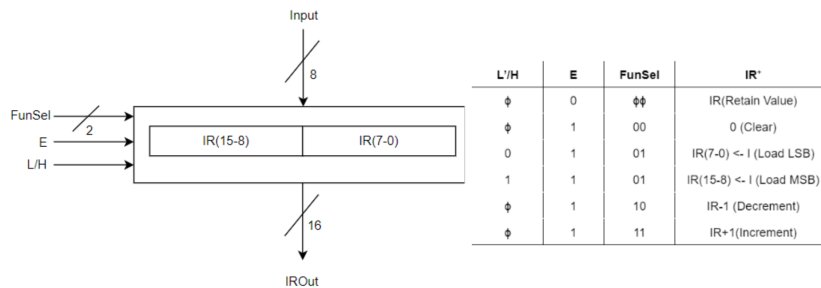 Input
8
FunSel
2
E
L/H
IR(15-8) IR(7-0)
16
IROut
L'/H E FunSel IR⁺
ϕ 0 ϕϕ IR(Retain Value)
ϕ 1 00 0 (Clear)
0 1 01 IR(7-0) <- I (Load LSB)
1 1 01 IR(15-8) <- I (Load MSB)
ϕ 1 10 IR-1 (Decrement)
ϕ 1 11 IR+1(Increment)